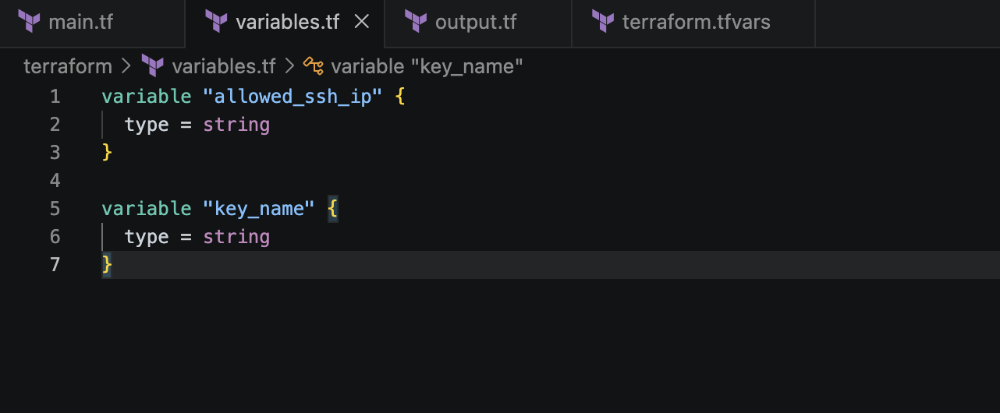 main.tf variables.tf output.tf terraform.tfvars
terraform > variables.tf > variable "key_name"
1 variable "allowed_ssh_ip" {
2   type = string
3 }
4
5 variable "key_name" {
6   type = string
7 }